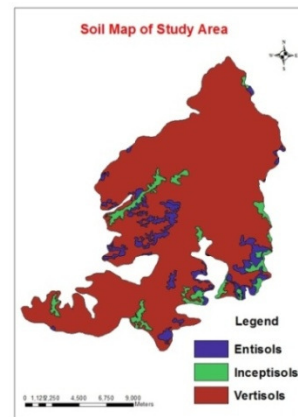 Soil Map of Study Area
N
Legend
Entisols
Inceptisols
Vertisols
0 1,125 2,250 4,500 6,750 9,000
Meters